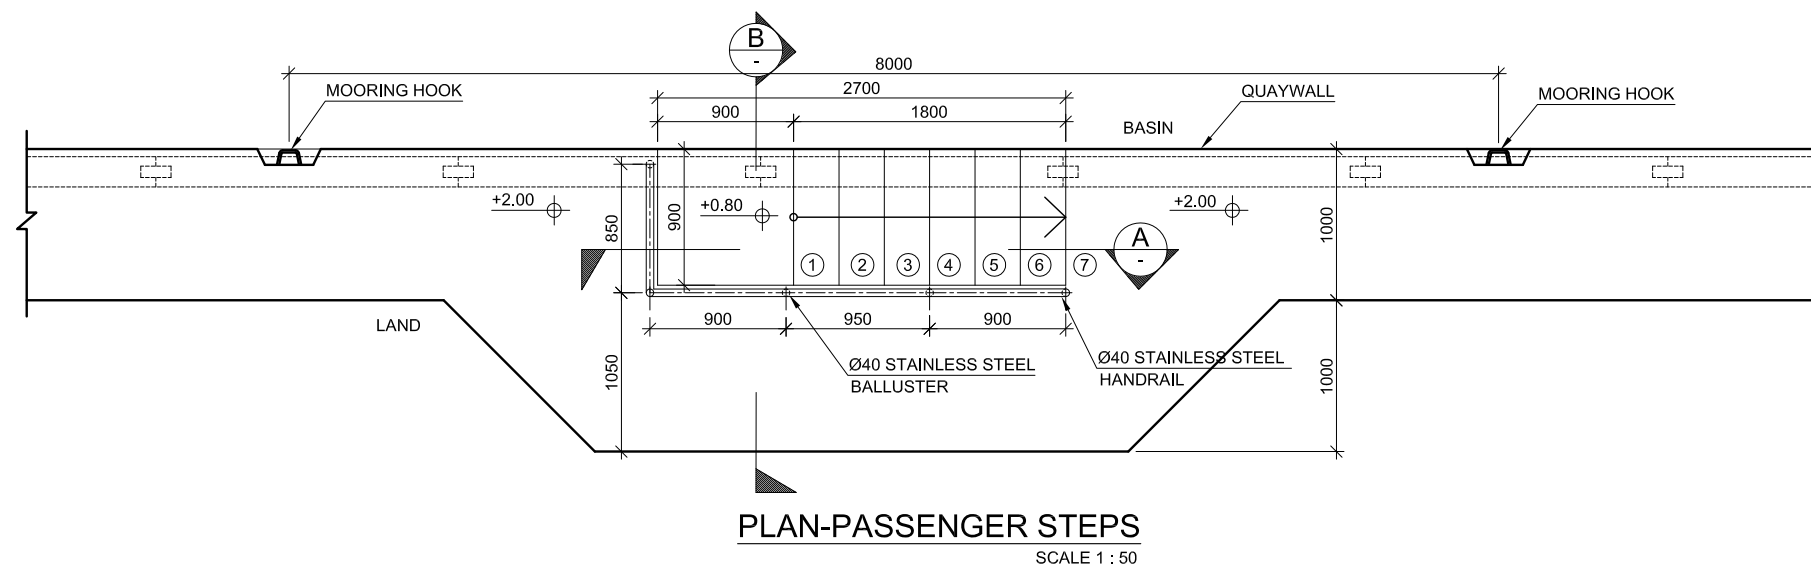 B
-
8000
MOORING HOOK
2700
QUAYWALL
MOORING HOOK
900
1800
BASIN
+2.00
+0.80
+2.00
850
900
1000
A
-
1
2
3
4
5
6
7
LAND
900
950
900
1050
Ø40 STAINLESS STEEL
BALLUSTER
Ø40 STAINLESS STEEL
HANDRAIL
1000
PLAN-PASSENGER STEPS
SCALE 1 : 50